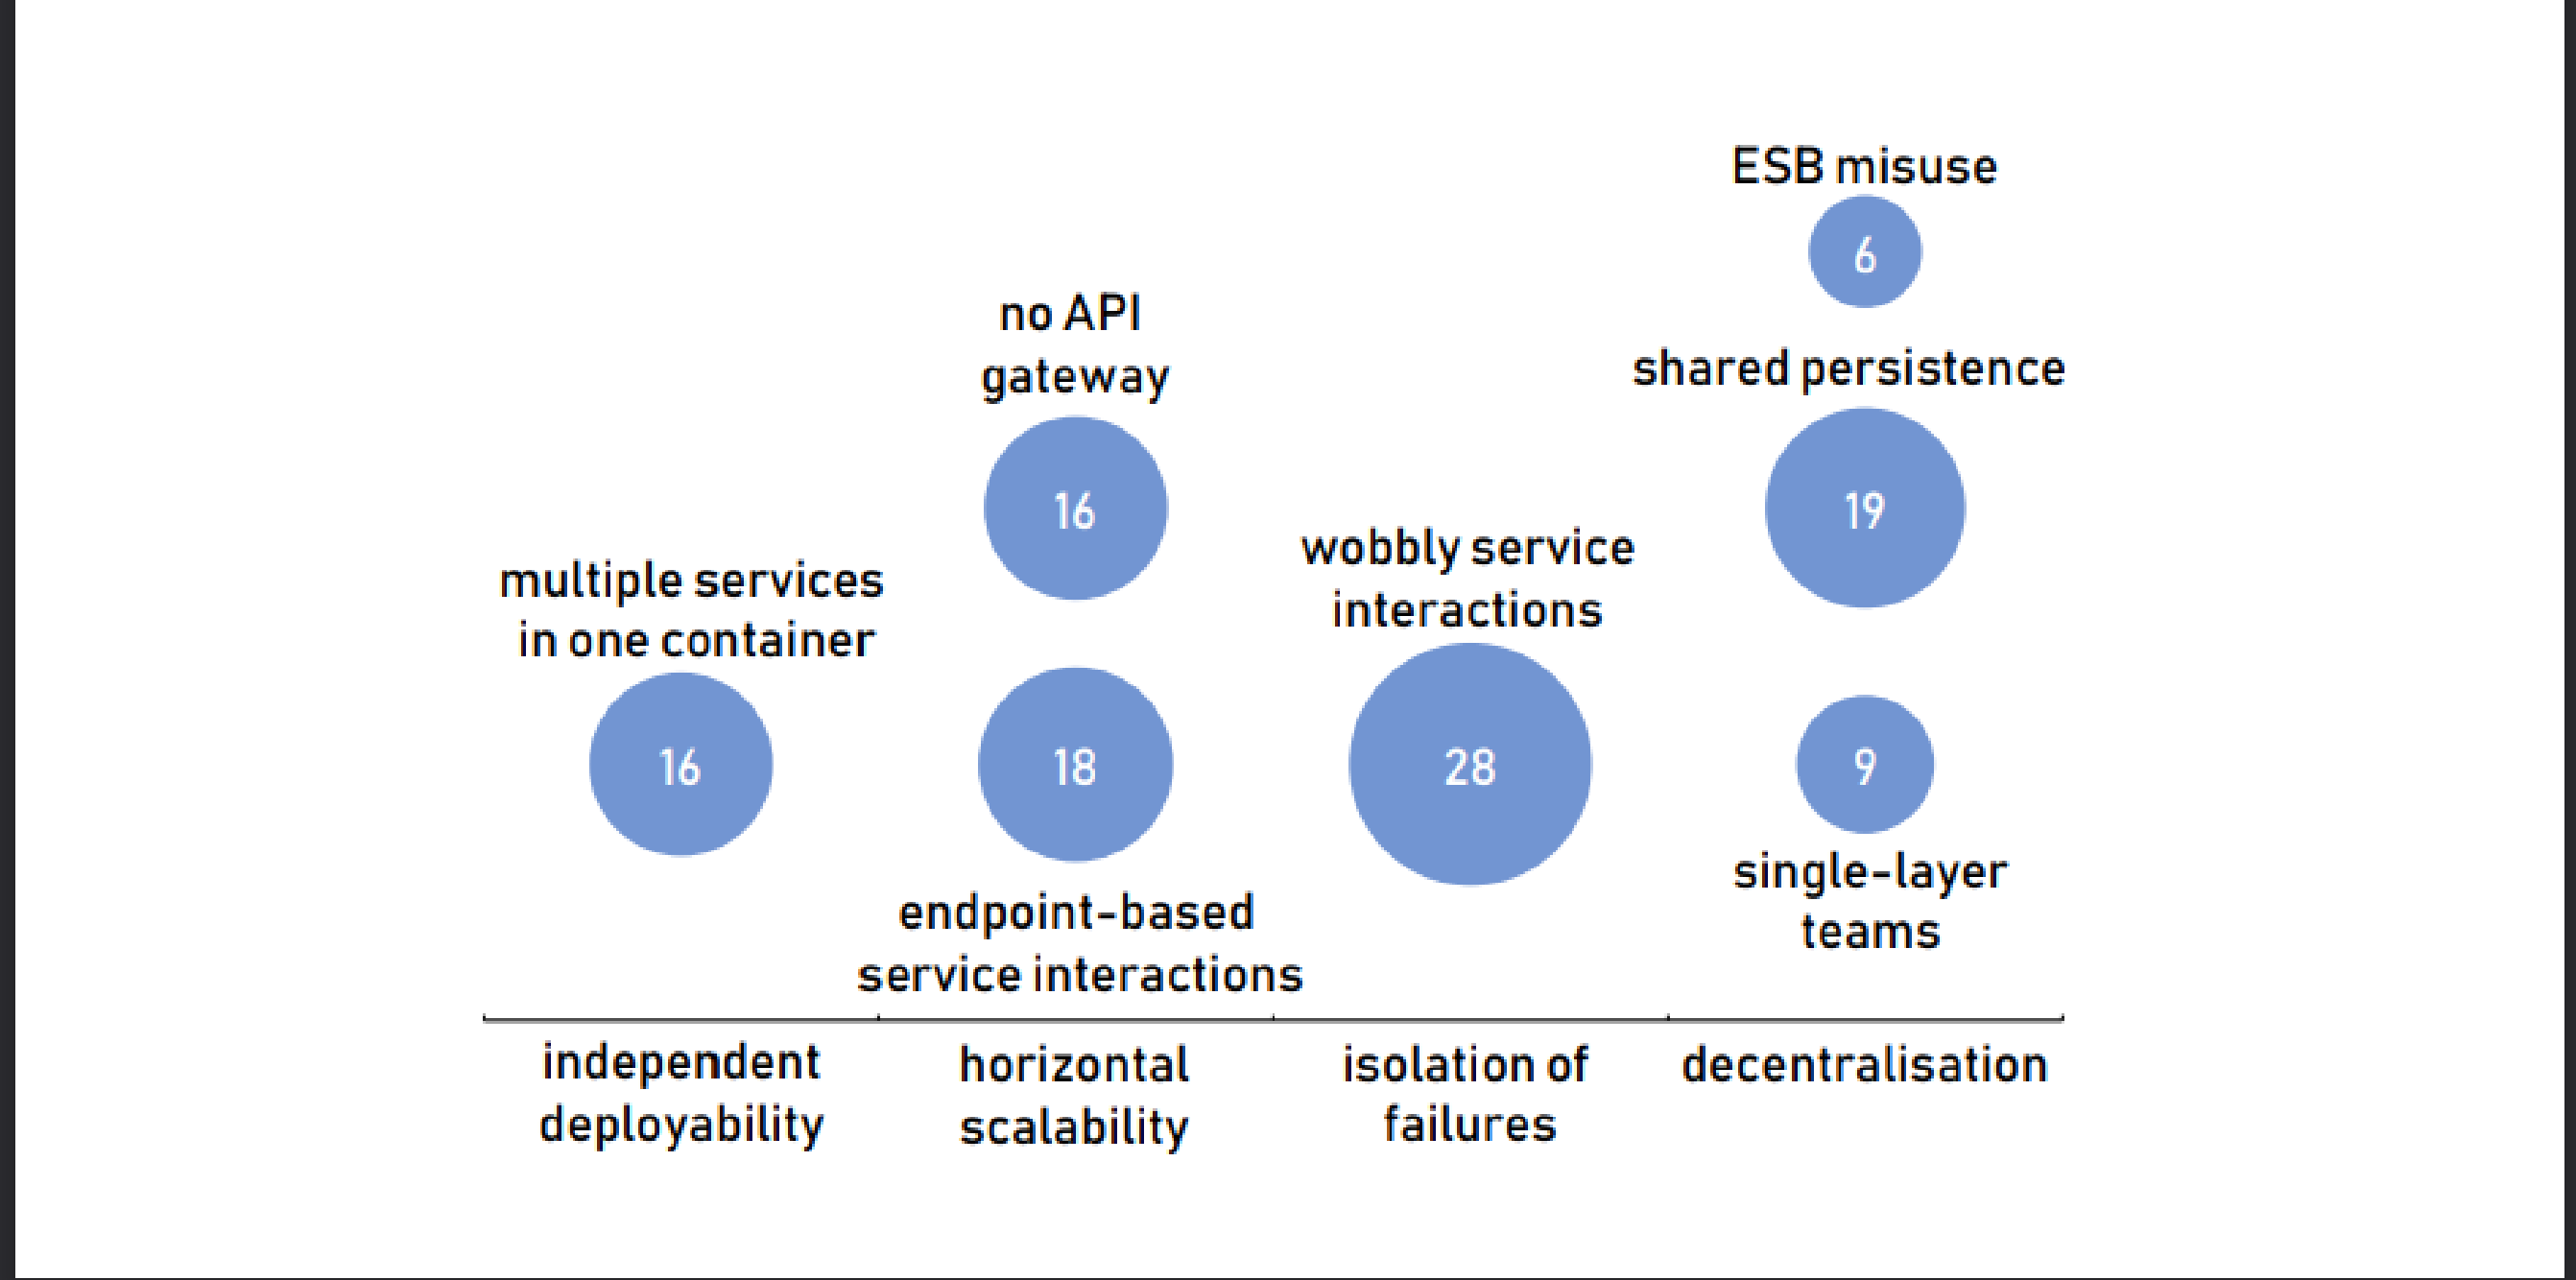 ESB misuse
6
no API
gateway
shared persistence
16
19
multiple services
in one container
wobbly service
interactions
16
18
28
9
endpoint-based
service interactions
single-layer
teams
independent
deployability
horizontal
scalability
isolation of
failures
decentralisation